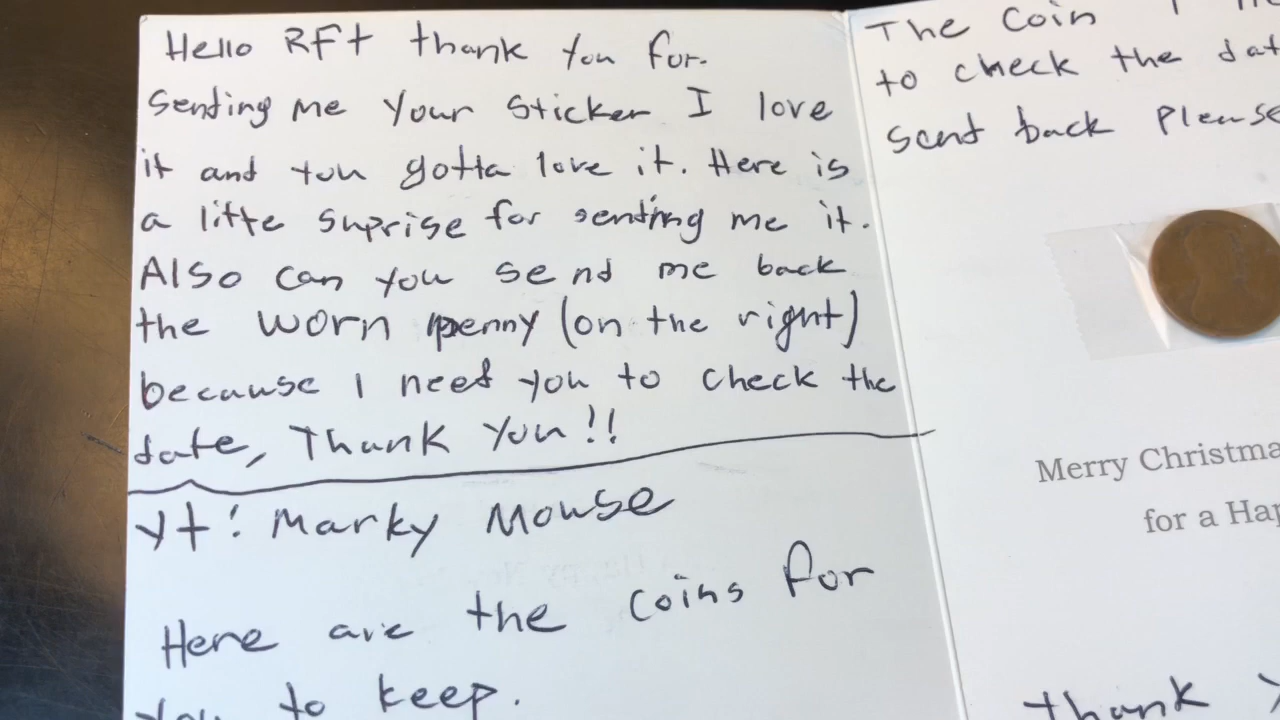 Hello RFt thank you for.
Sending me your Sticker I love
it and you gotta love it. Here is
a litte Suprise for sending me it.
Also can you send me back
the worn penny (on the right)
because I need you to check the
date, Thank You!!
yt: Marky Mouse
Here are the coins for
you to keep.
The Coin
to check the dat
sent back Please
Merry Christma
for a Hap
thank